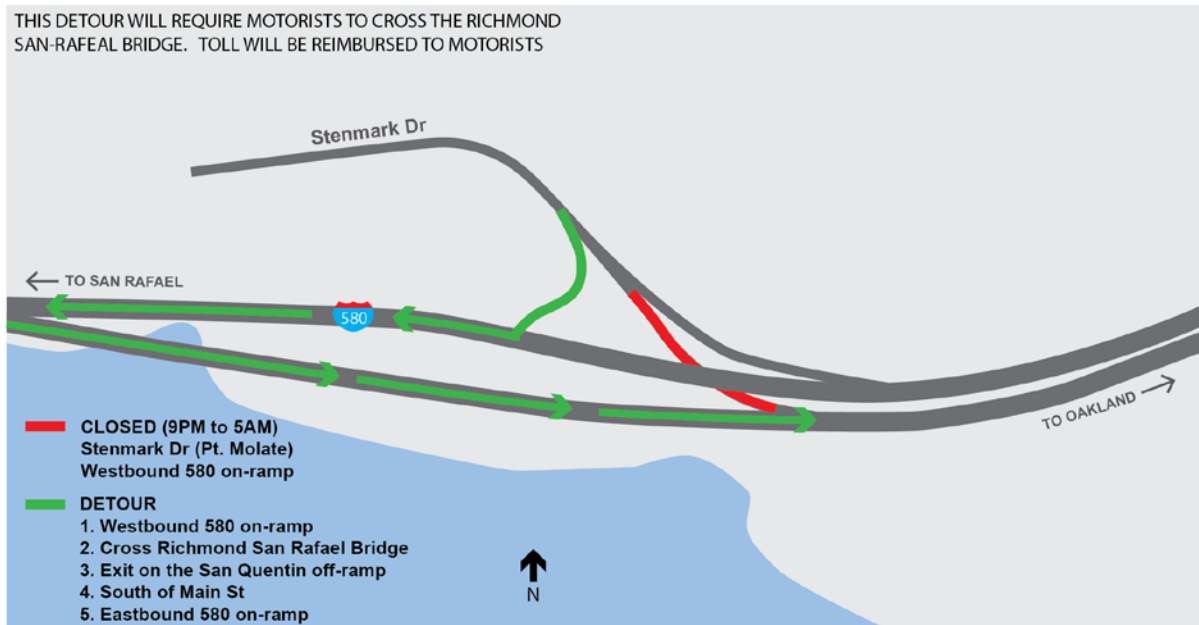 THIS DETOUR WILL REQUIRE MOTORISTS TO CROSS THE RICHMOND
SAN-RAFEAL BRIDGE. TOLL WILL BE REIMBURSED TO MOTORISTS
Stenmark Dr
TO SAN RAFAEL
580
TO OAKLAND
CLOSED (9PM to 5AM)
Stenmark Dr (Pt. Molate)
Westbound 580 on-ramp
DETOUR
1. Westbound 580 on-ramp
2. Cross Richmond San Rafael Bridge
3. Exit on the San Quentin off-ramp
4. South of Main St
5. Eastbound 580 on-ramp
N